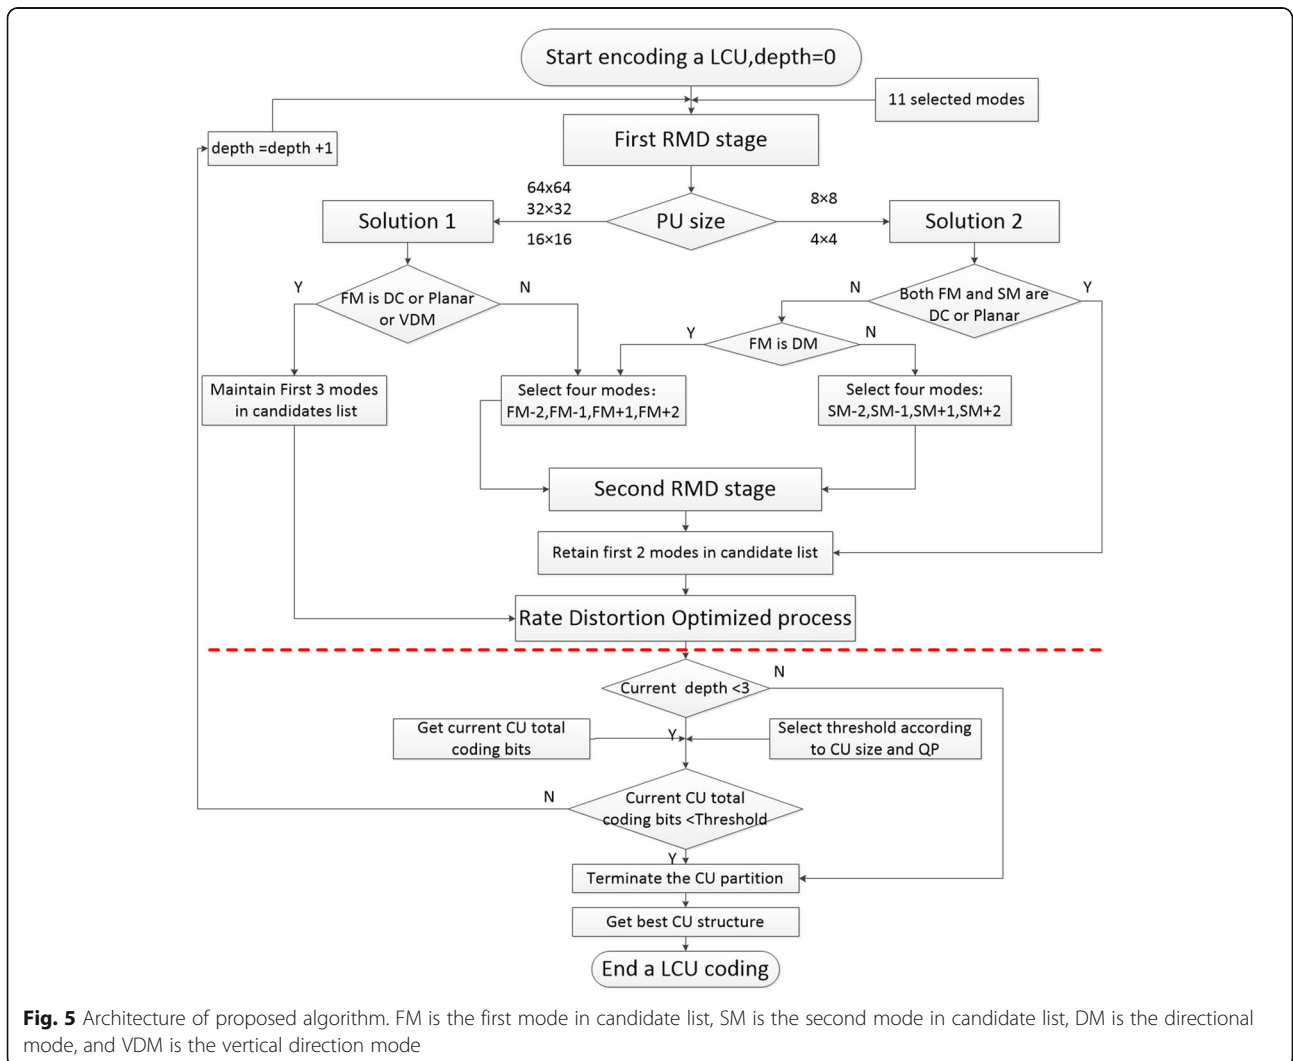 Start encoding a LCU,depth=0
11 selected modes
depth =depth +1
First RMD stage
64x64
32×32
16×16
PU size
8×8
4×4
Solution 1
Solution 2
Y
FM is DC or Planar
or VDM
N
N
Both FM and SM are
DC or Planar
Y
Y
FM is DM
N
Maintain First 3 modes
in candidates list
Select four modes:
FM-2,FM-1,FM+1,FM+2
Select four modes:
SM-2,SM-1,SM+1,SM+2
Second RMD stage
Retain first 2 modes in candidate list
Rate Distortion Optimized process
Current depth <3
N
Get current CU total
coding bits
Y
Select threshold according
to CU size and QP
N
Current CU total
coding bits <Threshold
Y
Terminate the CU partition
Get best CU structure
End a LCU coding
Fig. 5 Architecture of proposed algorithm. FM is the first mode in candidate list, SM is the second mode in candidate list, DM is the directional
mode, and VDM is the vertical direction mode